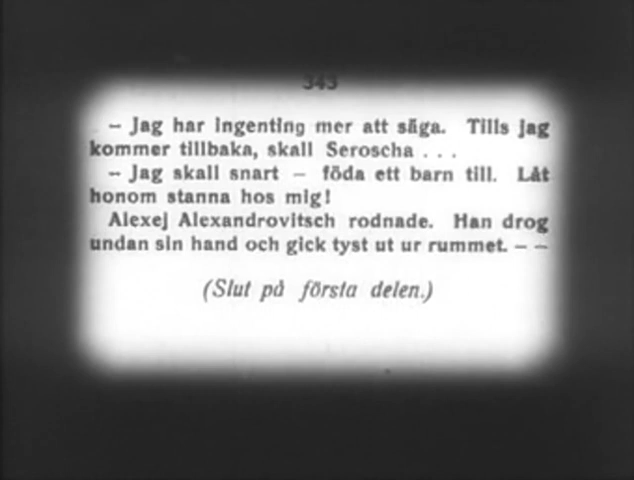 343
– Jag har ingenting mer att säga. Tills jag
kommer tillbaka, skall Seroscha . . .
– Jag skall snart – föda ett barn till. Låt
honom stanna hos mig!
Alexej Alexandrovitsch rodnade. Han drog
undan sin hand och gick tyst ut ur rummet. – –
(Slut på första delen.)